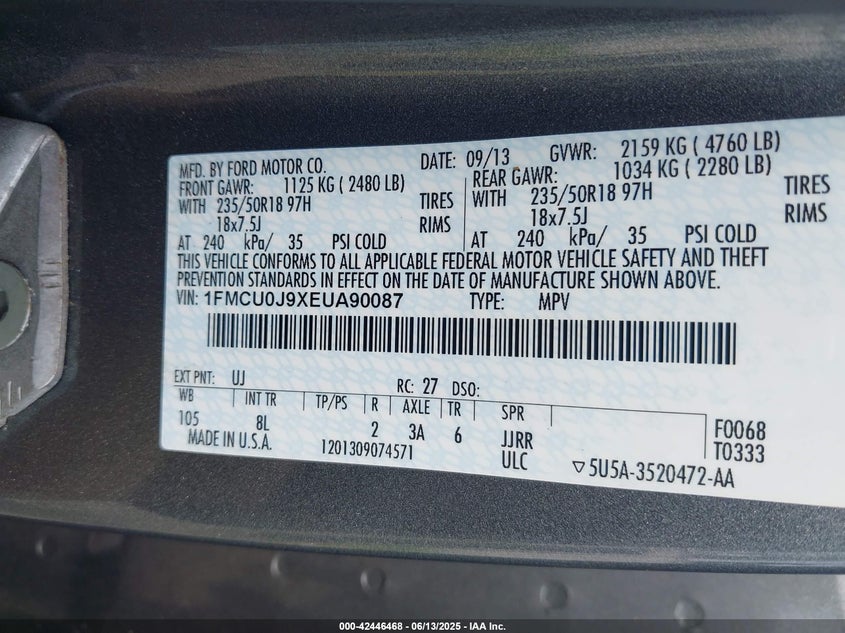 MFD. BY FORD MOTOR CO. DATE: 09/13 GVWR: 2159 KG ( 4760 LB)
FRONT GAWR: 1125 KG ( 2480 LB) REAR GAWR: 1034 KG ( 2280 LB)
WITH 235/50R18 97H TIRES WITH 235/50R18 97H TIRES
18x7.5J RIMS 18x7.5J RIMS
AT 240 kPa/ 35 PSI COLD AT 240 kPa/ 35 PSI COLD
THIS VEHICLE CONFORMS TO ALL APPLICABLE FEDERAL MOTOR VEHICLE SAFETY AND THEFT
PREVENTION STANDARDS IN EFFECT ON THE DATE OF MANUFACTURE SHOWN ABOVE.
VIN: 1FMCU0J9XEUA90087 TYPE: MPV
EXT PNT: UJ RC: 27 DSO:
WB INT TR TP/PS R AXLE TR SPR
105 8L 2 3A 6 JJRR F0068
MADE IN U.S.A. 1201309074571 ULC T0333
▽5U5A-3520472-AA
000-42446468 - 06/13/2025 - IAA Inc.